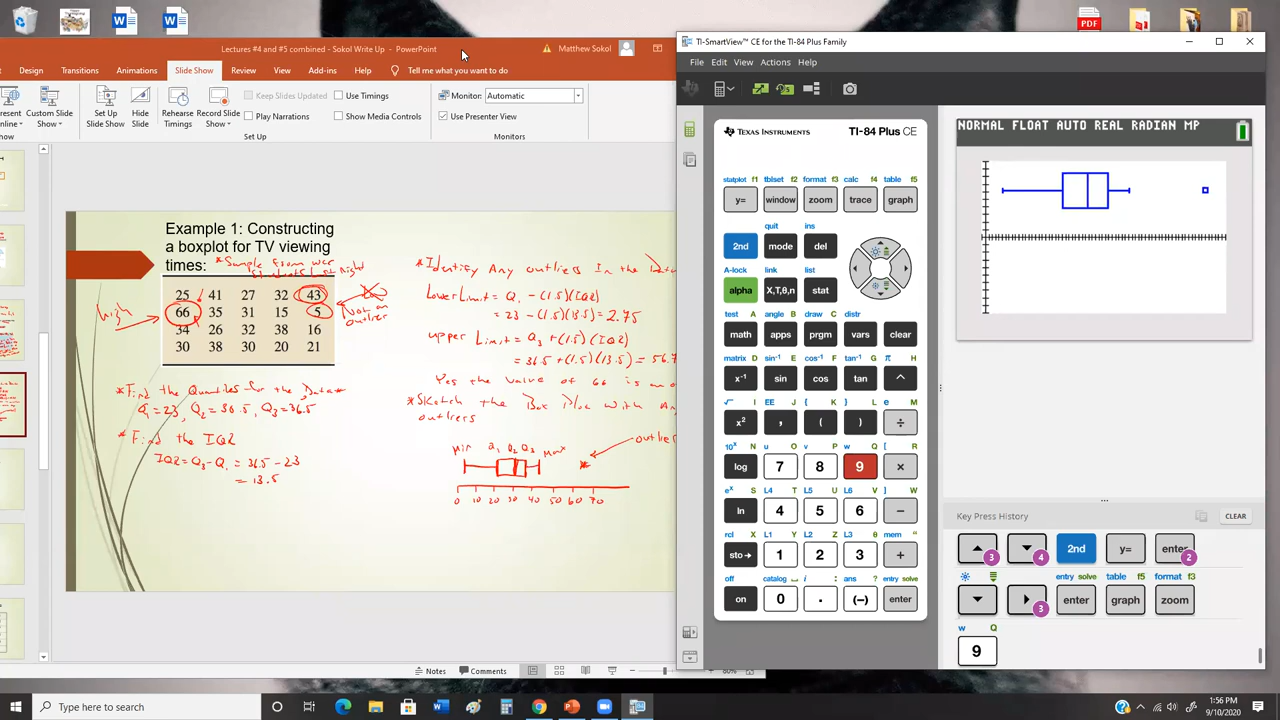 Lectures #4 and #5 combined - Sokol Write Up - PowerPoint
Matthew Sokol
Design Transitions Animations Slide Show Review View Add-ins Help Tell me what you want to do
Custom Slide Show
Set Up Slide Show
Hide Slide
Rehearse Timings
Record Slide Show
Keep Slides Updated
Play Narrations
Use Timings
Show Media Controls
Set Up
Monitor: Automatic
Use Presenter View
Monitors
Example 1: Constructing
a boxplot for TV viewing
times:
25 41 27 32 43
66 35 31 15 5
34 26 32 38 16
30 38 30 20 21
high
Not an
outlier
*Find the Quartiles for the Data*
Q1=23, Q2=30.5, Q3=36.5
* Find the IQR
IQR=Q3-Q1 = 36.5-23
= 13.5
*Identify Any outliers In the Data
Lower Limit = Q1 - (1.5)(IQR)
= 23-(1.5)(13.5)=2.75
upper Limit = Q3+(1.5)(IQR)
= 36.5+(1.5)(13.5)=56.7
Yes the value of 66 is an
*Sketch the Box Plot with Any
outliers
Min Q1 Q2 Q3 Max
0 10 20 30 40 50 60 70
Notes Comments
80%
TI-SmartView™ CE for the TI-84 Plus Family
File Edit View Actions Help
TEXAS INSTRUMENTS TI-84 Plus CE
statplot f1 tblset f2 format f3 calc f4 table f5
y= window zoom trace graph
quit ins
2nd mode del
A-lock link list
alpha X,T,θ,n stat
test A angle B draw C distr
math apps prgm vars clear
matrix D sin-1 E cos-1 F tan-1 G π H
x-1 sin cos tan ^
√ I EE J { K } L e M
x² , ( ) ÷
10x N u O v P w Q [ R
log 7 8 9 ×
ex S L4 T L5 U L6 V ] W
ln 4 5 6 −
rcl X L1 Y L2 Z L3 θ mem "
sto→ 1 2 3 +
off catalog i : ans ? entry solve
on 0 . (−) enter
NORMAL FLOAT AUTO REAL RADIAN MP
Key Press History
CLEAR
3 4 2nd y= enter 2
entry solve table f5 format f3
3 enter graph zoom
w Q
9
Type here to search
1:56 PM
9/10/2020